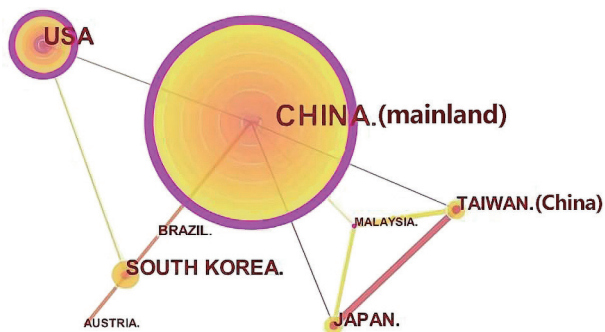 USA
CHINA.(mainland)
TAIWAN.(China)
MALAYSIA.
BRAZIL.
SOUTH KOREA.
AUSTRIA.
JAPAN.